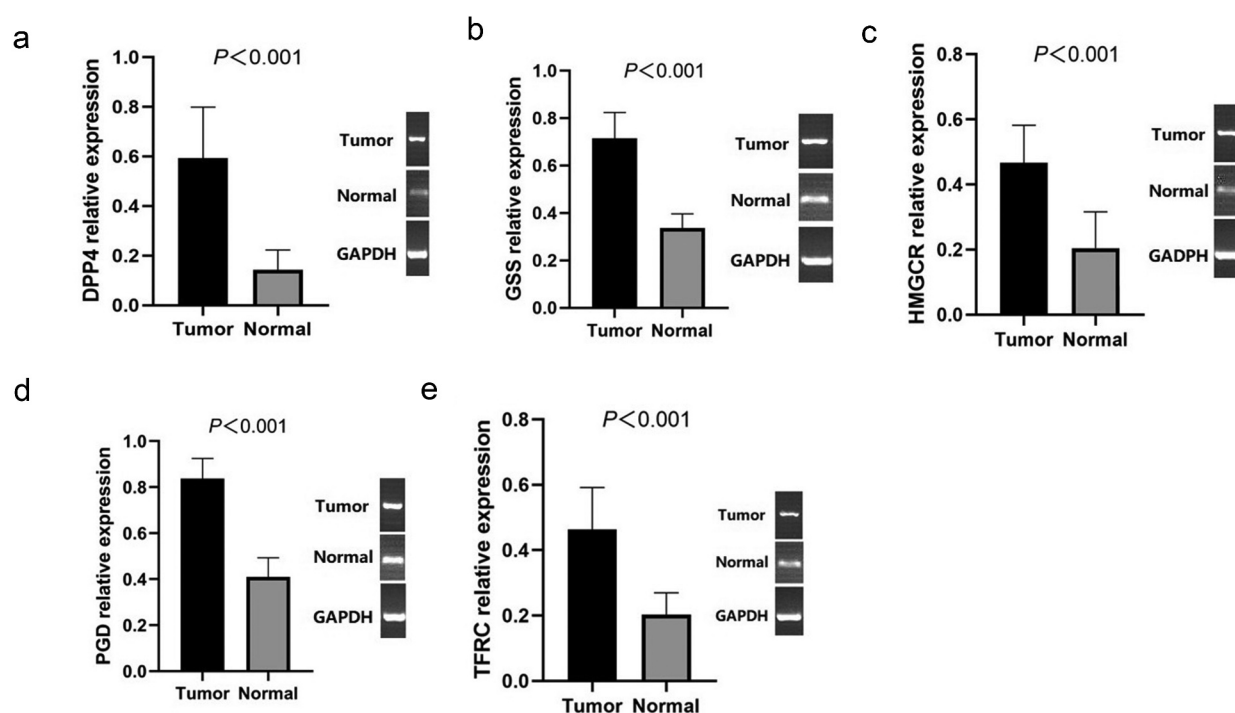 a
P<0.001
DPP4 relative expression
1.0
0.8
0.6
0.4
0.2
0.0
Tumor Normal
Tumor
Normal
GAPDH
b
P<0.001
GSS relative expression
1.0
0.8
0.6
0.4
0.2
0.0
Tumor Normal
Tumor
Normal
GAPDH
c
P<0.001
HMGCR relative expression
0.8
0.6
0.4
0.2
0.0
Tumor Normal
Tumor
Normal
GADPH
d
P<0.001
PGD relative expression
1.0
0.8
0.6
0.4
0.2
0.0
Tumor Normal
Tumor
Normal
GAPDH
e
P<0.001
TFRC relative expression
0.8
0.6
0.4
0.2
0.0
Tumor Normal
Tumor
Normal
GAPDH